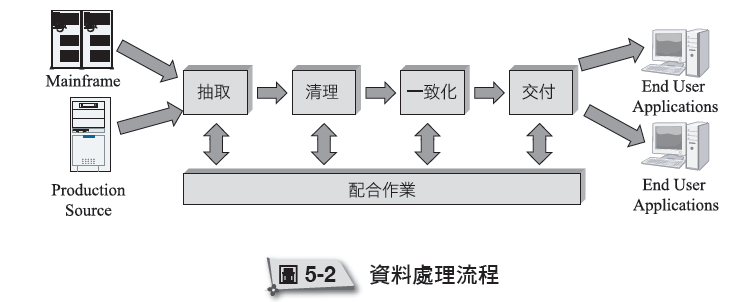 Mainframe
Production
Source
抽取
清理
一致化
交付
配合作業
End User
Applications
End User
Applications
圖 5-2 資料處理流程